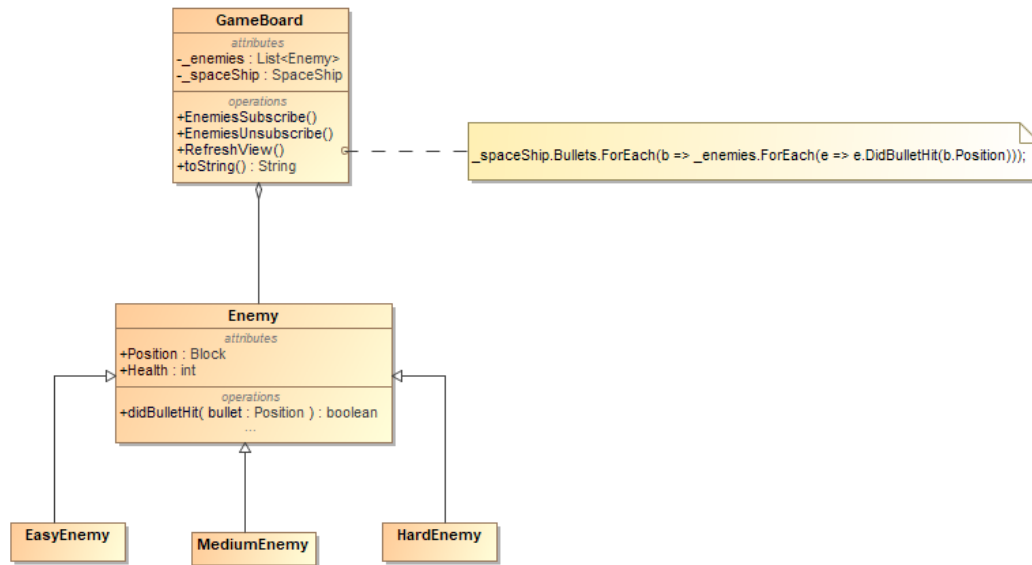 GameBoard
attributes
-_enemies : List<Enemy>
-_spaceShip : SpaceShip
operations
+EnemiesSubscribe()
+EnemiesUnsubscribe()
+RefreshView()
+toString() : String
_spaceShip.Bullets.ForEach(b => _enemies.ForEach(e => e.DidBulletHit(b.Position)));
Enemy
attributes
+Position : Block
+Health : int
operations
+didBulletHit( bullet : Position ) : boolean
...
EasyEnemy
MediumEnemy
HardEnemy